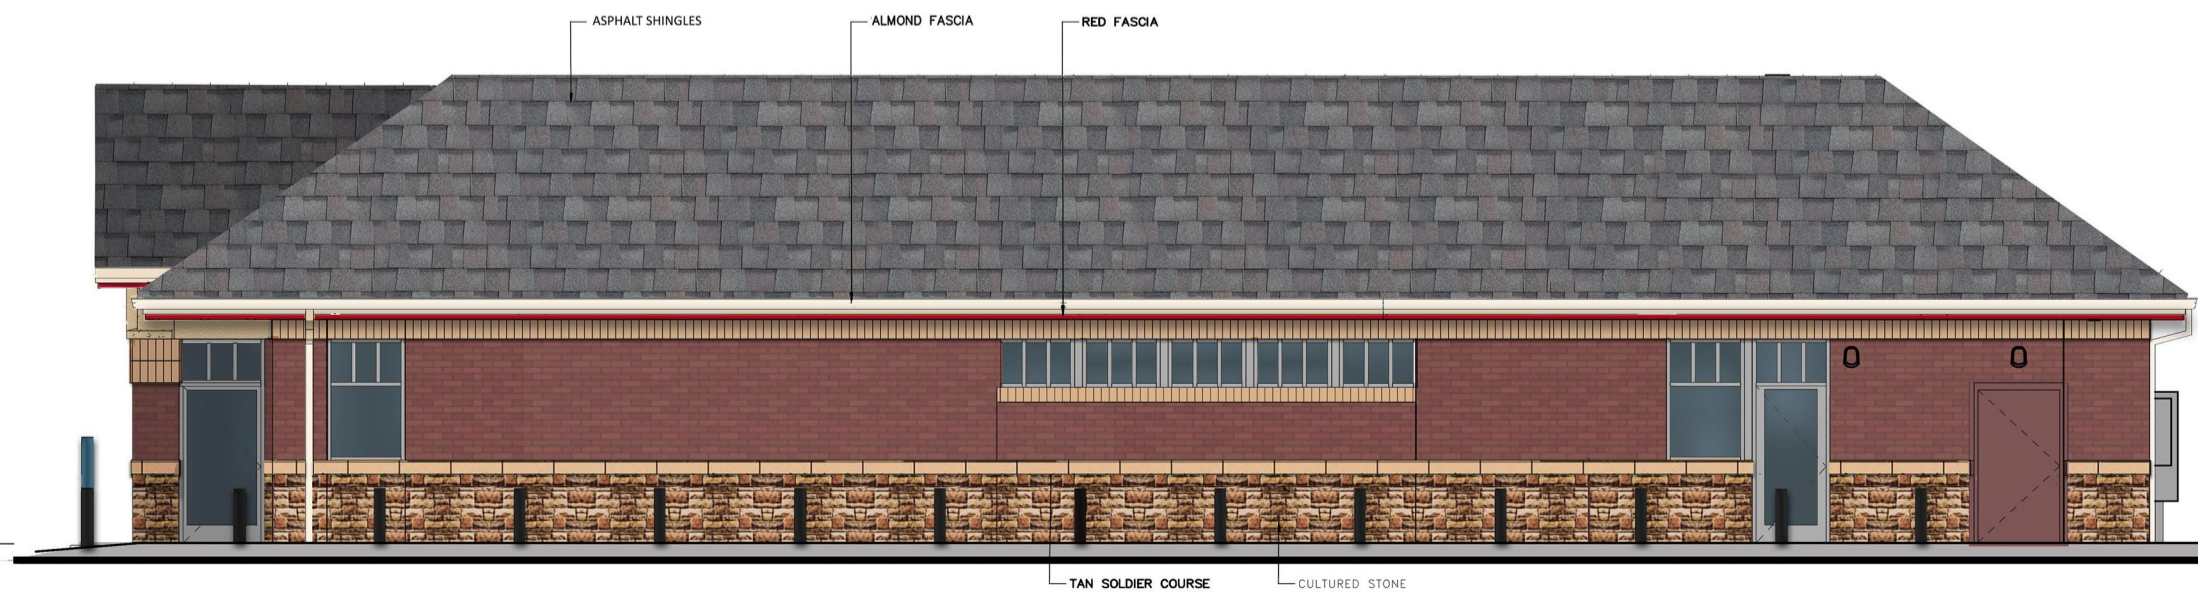 ASPHALT SHINGLES
ALMOND FASCIA
RED FASCIA
TAN SOLDIER COURSE
CULTURED STONE